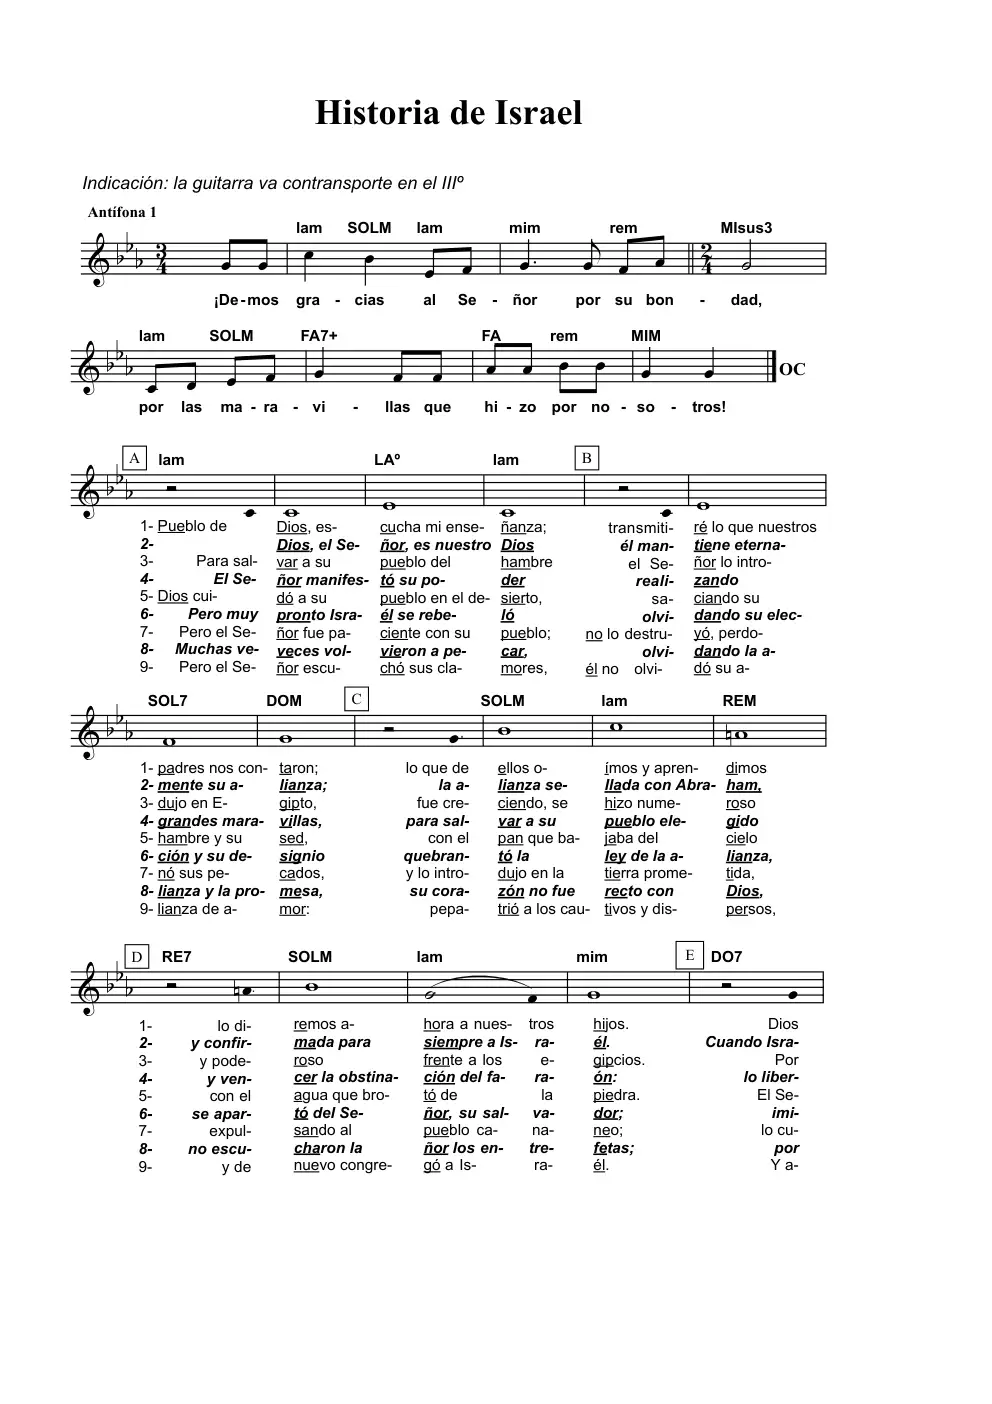 Historia de Israel
Indicación: la guitarra va contransporte en el IIIº
Antífona 1
lam SOLM lam mim rem MIsus3
3 4 2 4
¡De-mos gra - cias al Se - ñor por su bon - dad,
lam SOLM FA7+ FA rem MIM
OC
por las ma - ra - vi - llas que hi - zo por no - so - tros!
A lam LAº lam B
1- Pueblo de Dios, es- cucha mi ense- ñanza; transmiti- ré lo que nuestros
2- Dios, el Se- ñor, es nuestro Dios él man- tiene eterna-
3- Para sal- var a su pueblo del hambre el Se- ñor lo intro-
4- El Se- ñor manifes- tó su po- der reali- zando
5- Dios cui- dó a su pueblo en el de- sierto, sa- ciando su
6- Pero muy pronto Isra- él se rebe- ló olvi- dando su elec-
7- Pero el Se- ñor fue pa- ciente con su pueblo; no lo destru- yó, perdo-
8- Muchas ve- veces vol- vieron a pe- car, olvi- dando la a-
9- Pero el Se- ñor escu- chó sus cla- mores, él no olvi- dó su a-
SOL7 DOM C SOLM lam REM
1- padres nos con- taron; lo que de ellos o- ímos y apren- dimos
2- mente su a- lianza; la a- lianza se- llada con Abra- ham,
3- dujo en E- gipto, fue cre- ciendo, se hizo nume- roso
4- grandes mara- villas, para sal- var a su pueblo ele- gido
5- hambre y su sed, con el pan que ba- jaba del cielo
6- ción y su de- signio quebran- tó la ley de la a- lianza,
7- nó sus pe- cados, y lo intro- dujo en la tierra prome- tida,
8- lianza y la pro- mesa, su cora- zón no fue recto con Dios,
9- lianza de a- mor: pepa- trió a los cau- tivos y dis- persos,
D RE7 SOLM lam mim E DO7
1- lo di- remos a- hora a nues- tros hijos. Dios
2- y confir- mada para siempre a Is- ra- él. Cuando Isra-
3- y pode- roso frente a los e- gipcios. Por
4- y ven- cer la obstina- ción del fa- ra- ón: lo liber-
5- con el agua que bro- tó de la piedra. El Se-
6- se apar- tó del Se- ñor, su sal- va- dor; imi-
7- expul- sando al pueblo ca- na- neo; lo cu-
8- no escu- charon la ñor los en- tre- fetas; por
9- y de nuevo congre- gó a Is- ra- él. Y a-